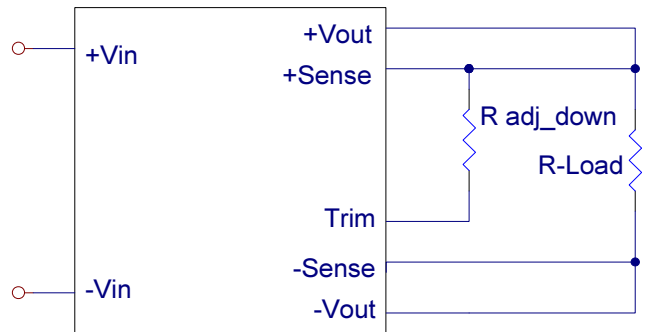 +Vout
+Vin
+Sense
R adj_down
R-Load
Trim
-Sense
-Vin
-Vout